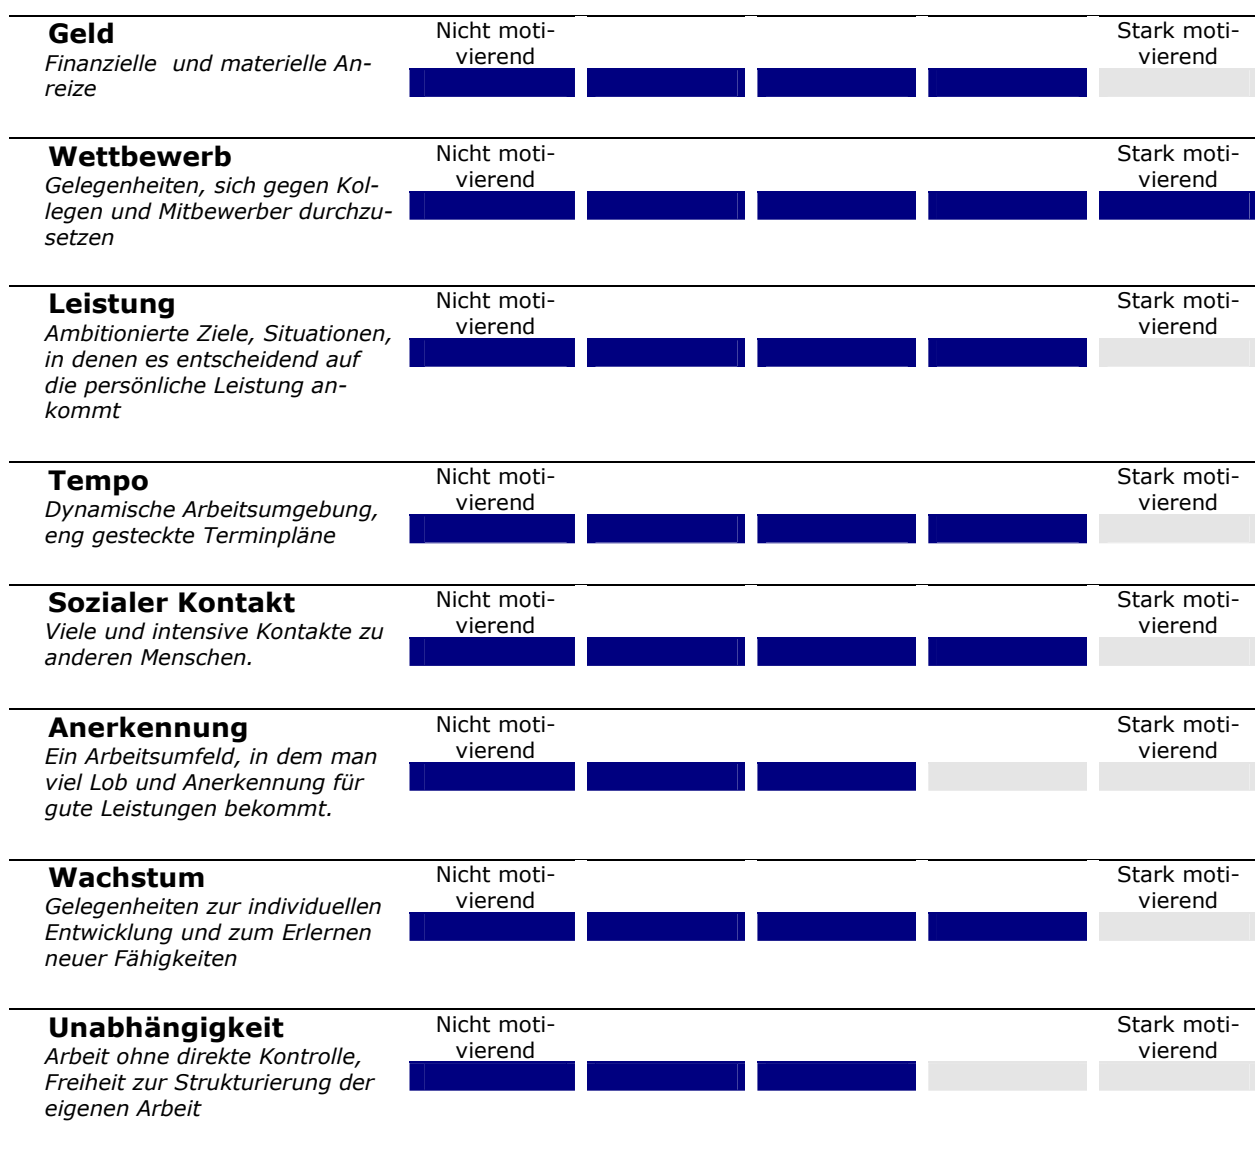 Geld
Finanzielle  und materielle An-
reize
Nicht moti-
vierend
Stark moti-
vierend
Wettbewerb
Gelegenheiten, sich gegen Kol-
legen und Mitbewerber durchzu-
setzen
Nicht moti-
vierend
Stark moti-
vierend
Leistung
Ambitionierte Ziele, Situationen,
in denen es entscheidend auf
die persönliche Leistung an-
kommt
Nicht moti-
vierend
Stark moti-
vierend
Tempo
Dynamische Arbeitsumgebung,
eng gesteckte Terminpläne
Nicht moti-
vierend
Stark moti-
vierend
Sozialer Kontakt
Viele und intensive Kontakte zu
anderen Menschen.
Nicht moti-
vierend
Stark moti-
vierend
Anerkennung
Ein Arbeitsumfeld, in dem man
viel Lob und Anerkennung für
gute Leistungen bekommt.
Nicht moti-
vierend
Stark moti-
vierend
Wachstum
Gelegenheiten zur individuellen
Entwicklung und zum Erlernen
neuer Fähigkeiten
Nicht moti-
vierend
Stark moti-
vierend
Unabhängigkeit
Arbeit ohne direkte Kontrolle,
Freiheit zur Strukturierung der
eigenen Arbeit
Nicht moti-
vierend
Stark moti-
vierend